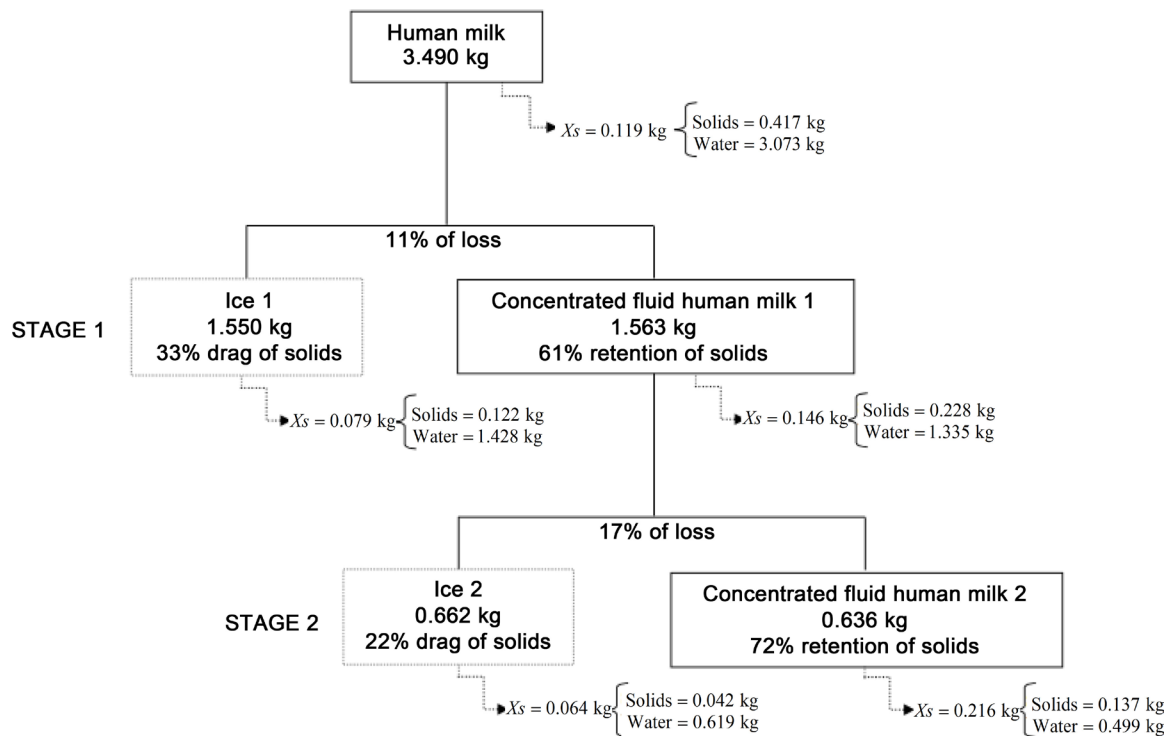 Human milk
3.490 kg
Xs = 0.119 kg
Solids = 0.417 kg
Water = 3.073 kg
11% of loss
STAGE 1
Ice 1
1.550 kg
33% drag of solids
Concentrated fluid human milk 1
1.563 kg
61% retention of solids
Xs = 0.079 kg
Solids = 0.122 kg
Water = 1.428 kg
Xs = 0.146 kg
Solids = 0.228 kg
Water = 1.335 kg
17% of loss
STAGE 2
Ice 2
0.662 kg
22% drag of solids
Concentrated fluid human milk 2
0.636 kg
72% retention of solids
Xs = 0.064 kg
Solids = 0.042 kg
Water = 0.619 kg
Xs = 0.216 kg
Solids = 0.137 kg
Water = 0.499 kg